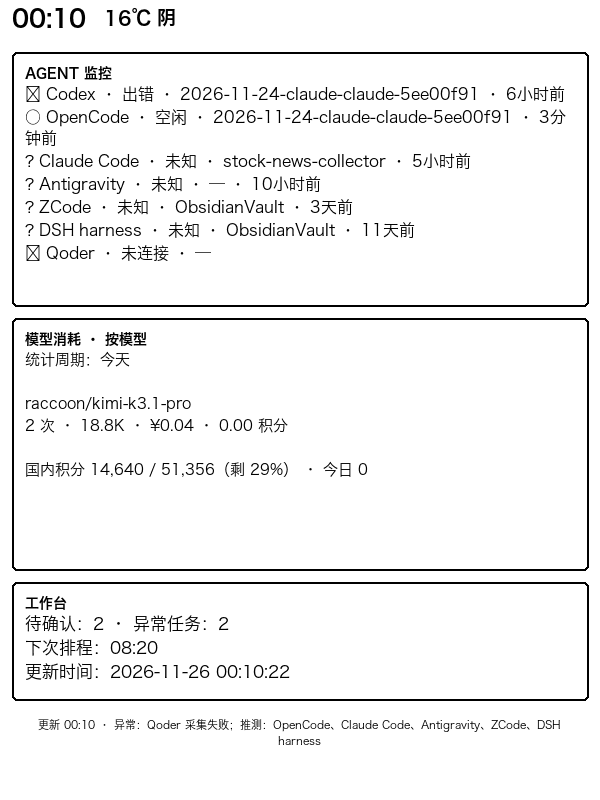 00:10 16℃ 阴
AGENT 监控
☒ Codex · 出错 · 2026-11-24-claude-claude-5ee00f91 · 6小时前
○ OpenCode · 空闲 · 2026-11-24-claude-claude-5ee00f91 · 3分
钟前
? Claude Code · 未知 · stock-news-collector · 5小时前
? Antigravity · 未知 · — · 10小时前
? ZCode · 未知 · ObsidianVault · 3天前
? DSH harness · 未知 · ObsidianVault · 11天前
☒ Qoder · 未连接 · —
模型消耗 · 按模型
统计周期：今天
raccoon/kimi-k3.1-pro
2 次 · 18.8K · ¥0.04 · 0.00 积分
国内积分 14,640 / 51,356（剩 29%） · 今日 0
工作台
待确认：2 · 异常任务：2
下次排程：08:20
更新时间：2026-11-26 00:10:22
更新 00:10 · 异常：Qoder 采集失败；推测：OpenCode、Claude Code、Antigravity、ZCode、DSH
harness